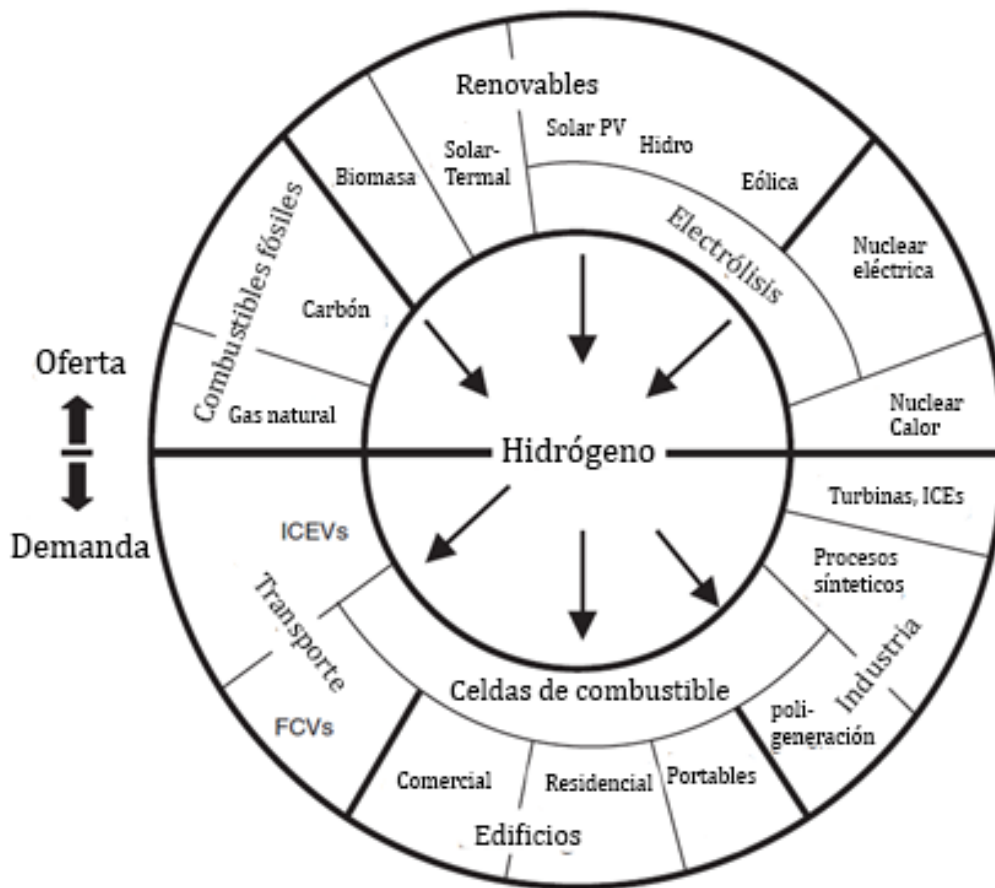 Renovables
Solar PV
Hidro
Solar-
Termal
Biomasa
Eólica
Electrólisis
Nuclear
eléctrica
Combustibles fósiles
Carbón
Oferta
Gas natural
Nuclear
Calor
Hidrógeno
Demanda
ICEVs
Turbinas, ICEs
Procesos
sínteticos
Transporte
Industria
Celdas de combustible
FCVs
poli-
generación
Comercial
Residencial
Portables
Edificios